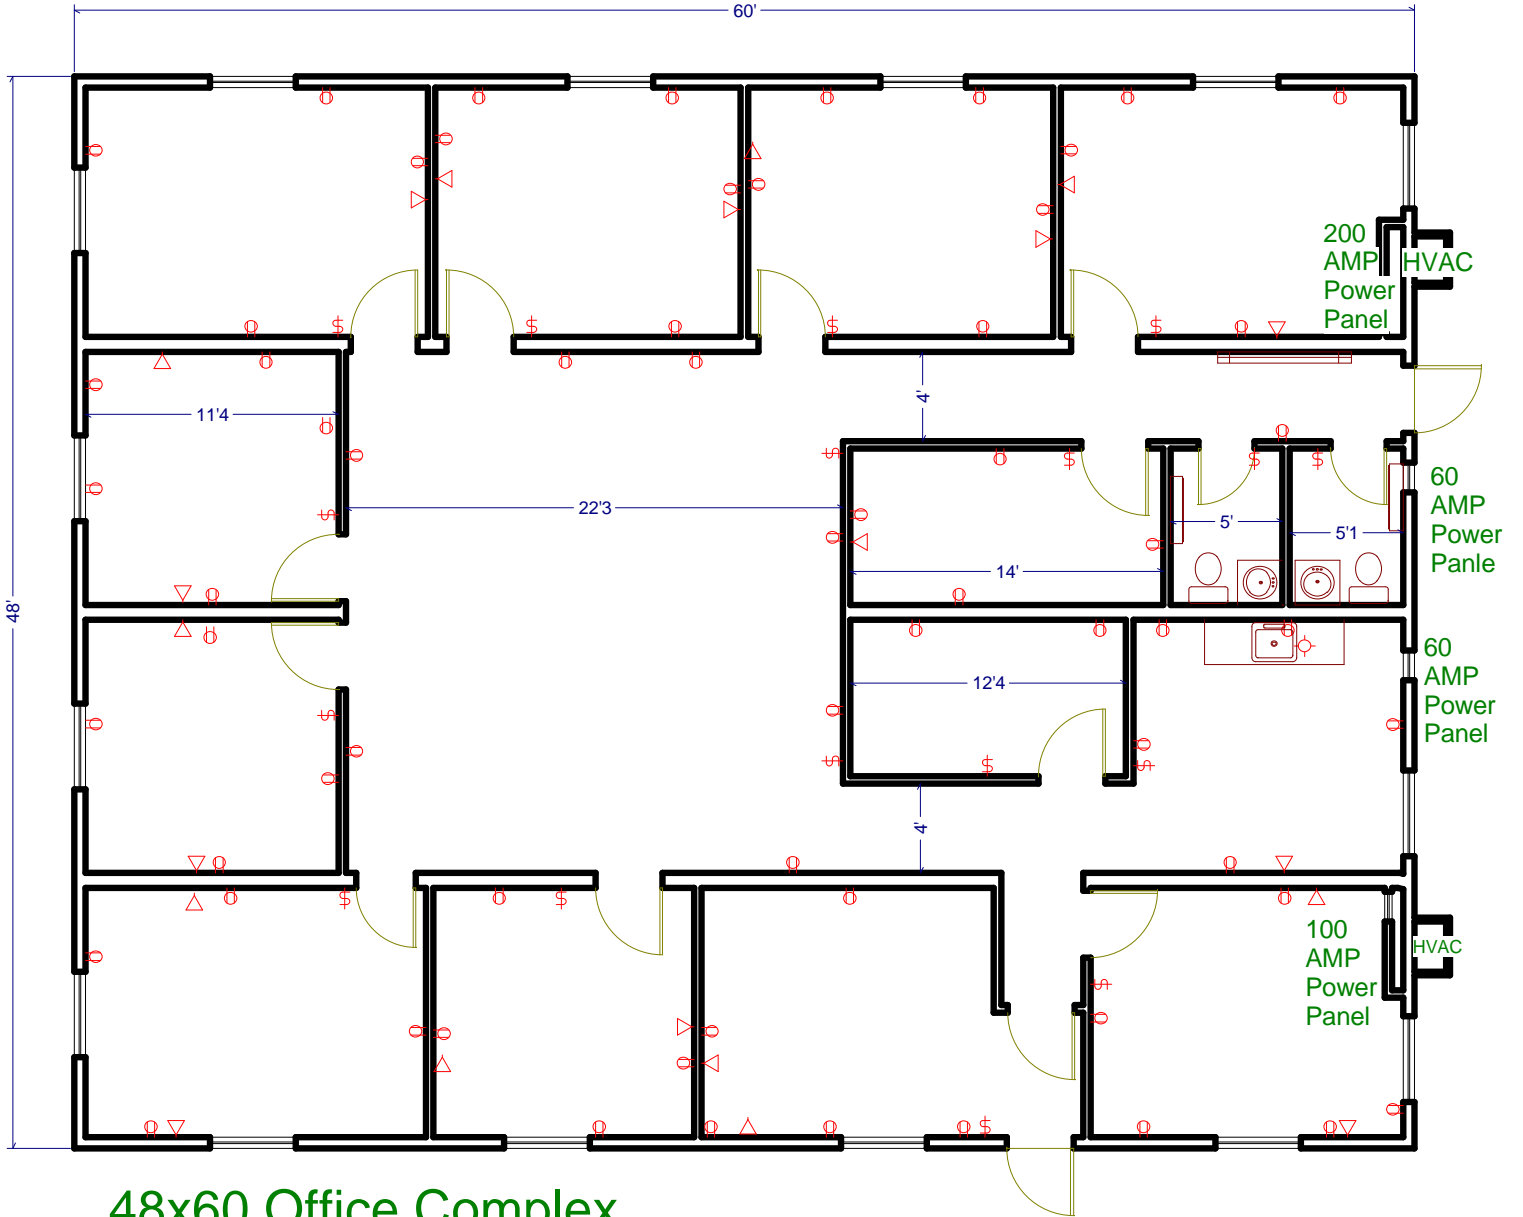 60'
200
AMP
Power
Panel
HVAC
48'
11'4
4'
22'3
60
AMP
Power
Panle
5'
5'1
14'
60
AMP
Power
Panel
12'4
4'
100
AMP
Power
Panel
HVAC
48x60 Office Complex